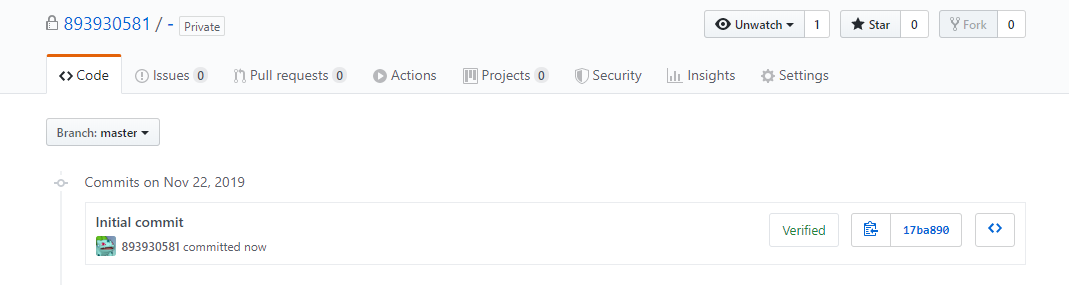 893930581 / - Private Unwatch 1 Star 0 Fork 0
Code Issues 0 Pull requests 0 Actions Projects 0 Security Insights Settings
Branch: master
Commits on Nov 22, 2019
Initial commit
893930581 committed now
Verified 17ba890